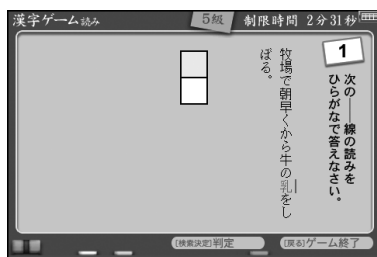 漢字ゲーム読み
5級
制限時間 2分31秒
1
次の――線の読みを
ひらがなで答えなさい。
牧場で朝早くから牛の乳をし
ぼる。
[検索決定]判定
[戻る]ゲーム終了